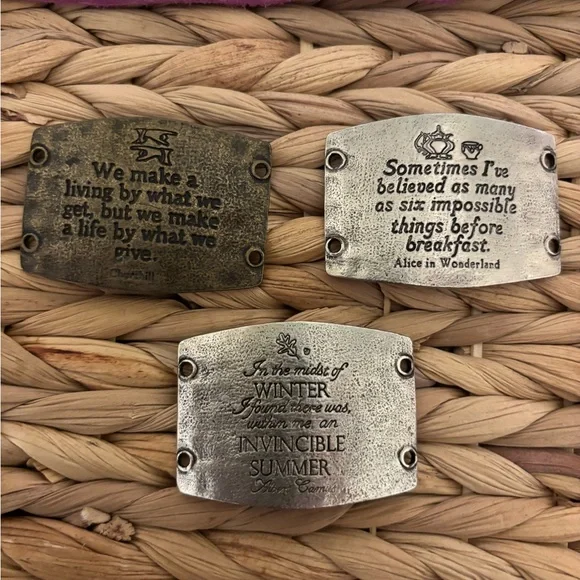 We make a
living by what we
get, but we make
a life by what we
give.
Churchill
Sometimes I've
believed as many
as six impossible
things before
breakfast.
Alice in Wonderland
In the midst of
WINTER
I found there was,
within me, an
INVINCIBLE
SUMMER
Camus